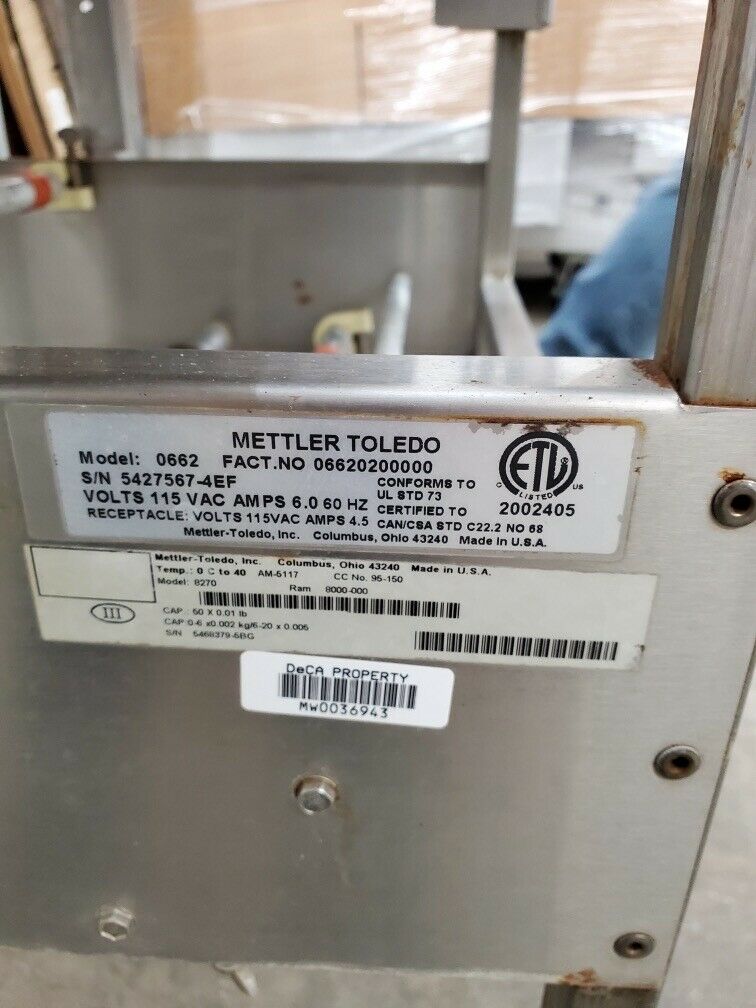 METTLER TOLEDO
Model: 0662 FACT.NO 06620200000
S/N 5427567-4EF
VOLTS 115 VAC AMPS 6.0 60 HZ
RECEPTACLE: VOLTS 115VAC AMPS 4.5
CONFORMS TO
UL STD 73
CERTIFIED TO
CAN/CSA STD C22.2 NO 68
Mettler-Toledo, Inc. Columbus, Ohio 43240 Made in U.S.A.
ETL
C LISTED US
2002405
Mettler-Toledo, Inc. Columbus, Ohio 43240 Made in U.S.A.
Temp.: 0 C to 40 AM-5117 CC No. 95-150
Model: 8270 Ram 8000-000
III
CAP.: 50 X 0.01 lb
CAP 0-6 x0.002 kg/6-20 x 0.005
S/N 5468379-5BG
DeCA PROPERTY
MW0036943